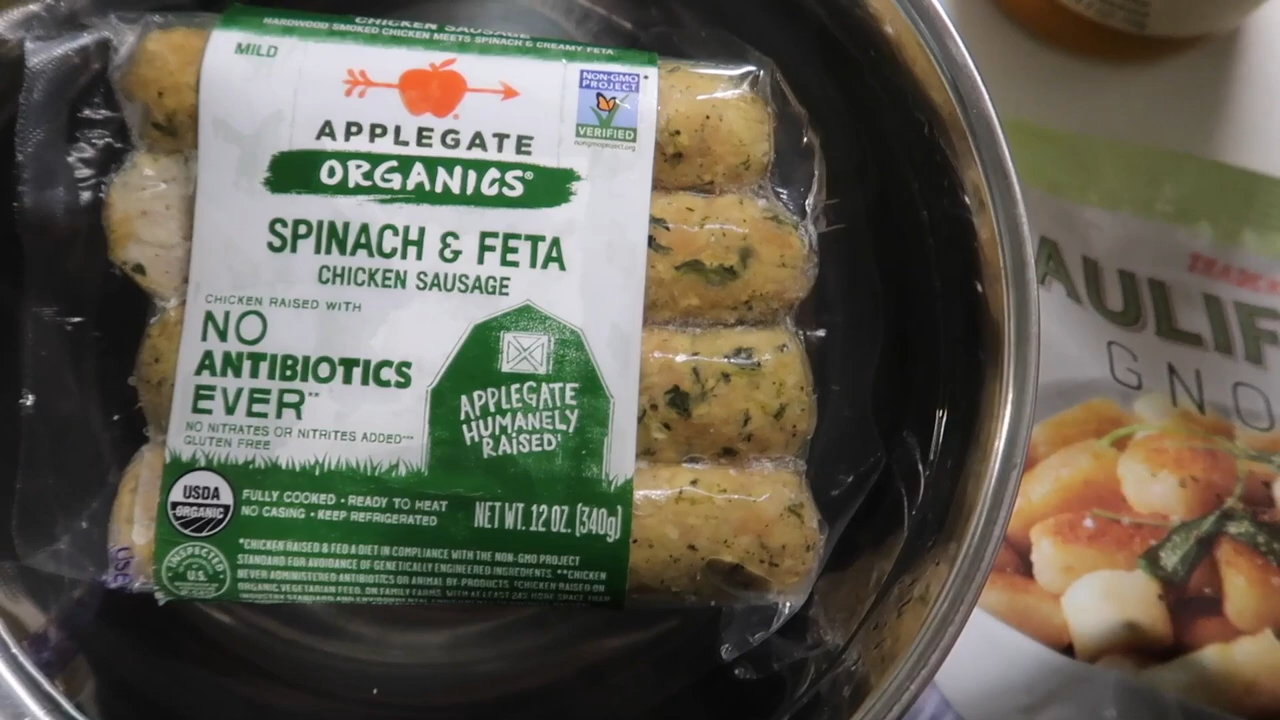 CHICKEN SAUSAGE
HARDWOOD SMOKED CHICKEN MEETS SPINACH & CREAMY FETA
MILD
NON-GMO
PROJECT
VERIFIED
nongmoproject.org
APPLEGATE
ORGANICS®
SPINACH & FETA
CHICKEN SAUSAGE
CHICKEN RAISED WITH
NO
ANTIBIOTICS
EVER**
NO NITRATES OR NITRITES ADDED***
GLUTEN FREE
APPLEGATE
HUMANELY
RAISED†
USDA
ORGANIC
FULLY COOKED • READY TO HEAT
NO CASING • KEEP REFRIGERATED
NET WT. 12 OZ. (340g)
INSPECTED
U.S.
*CHICKEN RAISED & FED A DIET IN COMPLIANCE WITH THE NON-GMO PROJECT
STANDARD FOR AVOIDANCE OF GENETICALLY ENGINEERED INGREDIENTS. **CHICKEN
NEVER ADMINISTERED ANTIBIOTICS OR ANIMAL BY-PRODUCTS. †CHICKEN RAISED ON
ORGANIC VEGETARIAN FEED, ON FAMILY FARMS, WITH AT LEAST 24% MORE SPACE THAN
USE
TRADER
AULIF
GNO